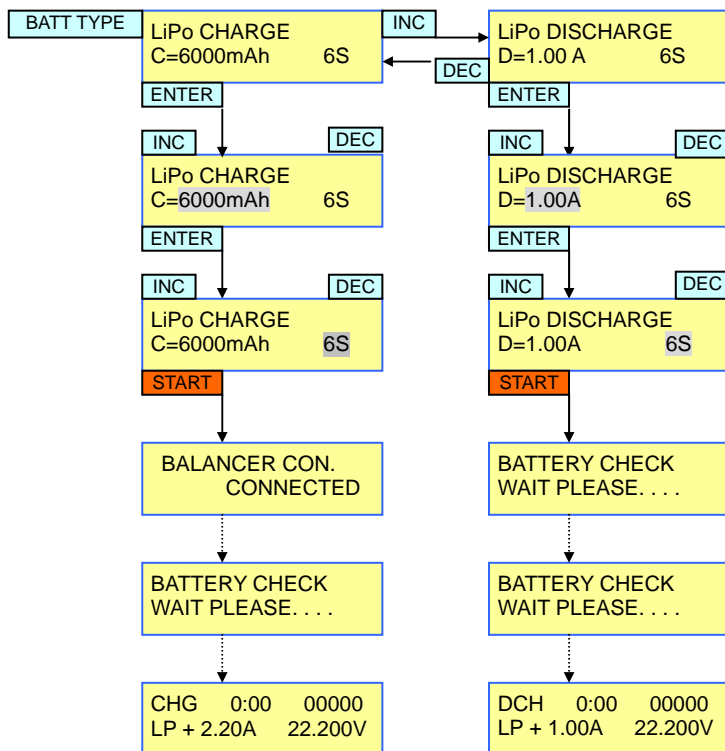 BATT TYPE
LiPo CHARGE
C=6000mAh 6S
INC
DEC
LiPo DISCHARGE
D=1.00 A 6S
ENTER
ENTER
INC
DEC
LiPo CHARGE
C=6000mAh 6S
INC
DEC
LiPo DISCHARGE
D=1.00A 6S
ENTER
ENTER
INC
DEC
LiPo CHARGE
C=6000mAh 6S
INC
DEC
LiPo DISCHARGE
D=1.00A 6S
START
START
BALANCER CON.
CONNECTED
BATTERY CHECK
WAIT PLEASE. . . .
BATTERY CHECK
WAIT PLEASE. . . .
BATTERY CHECK
WAIT PLEASE. . . .
CHG 0:00 00000
LP + 2.20A 22.200V
DCH 0:00 00000
LP + 1.00A 22.200V